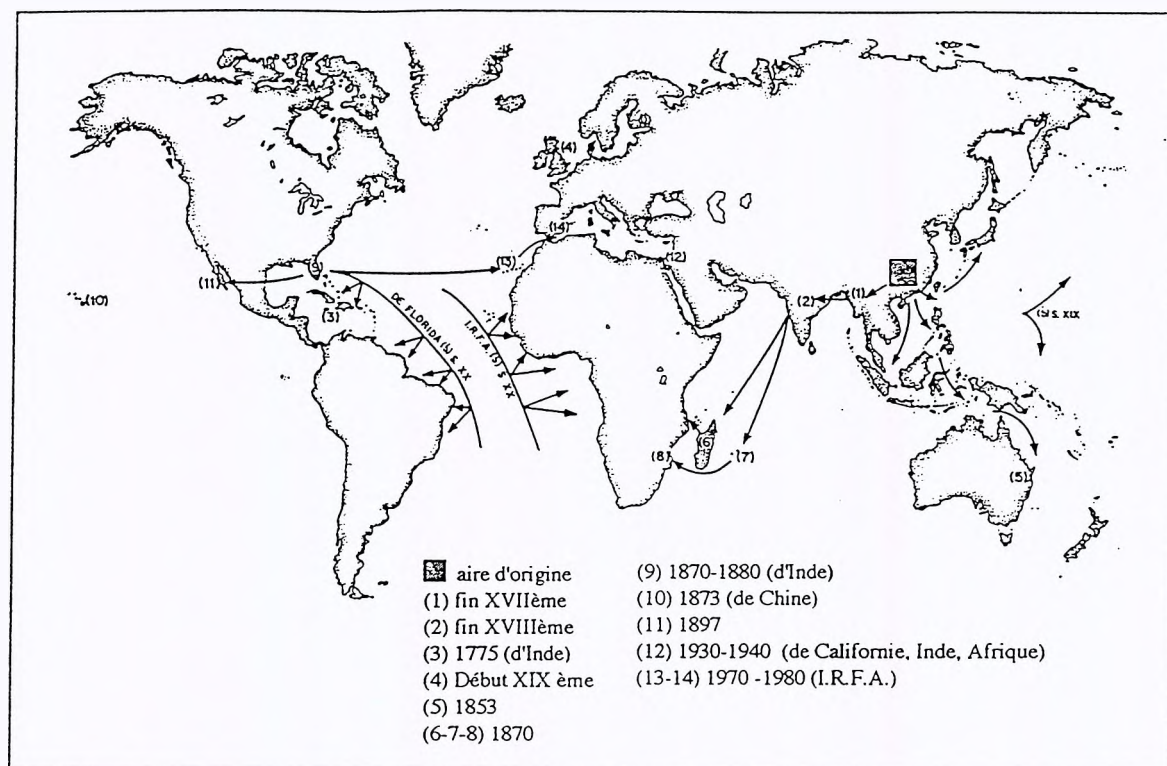 (4)
(14)
(13)
(12)
(11)
(9)
(10)
(3)
(2)
(1)
DE FLORIDA (S) S. XX
I.R.F.A. (S) S XX
(5) S. XIX
(6)
(7)
(8)
(5)
aire d'origine
(1) fin XVIIème
(2) fin XVIIIème
(3) 1775 (d'Inde)
(4) Début XIX ème
(5) 1853
(6-7-8) 1870
(9) 1870-1880 (d'Inde)
(10) 1873 (de Chine)
(11) 1897
(12) 1930-1940 (de Californie, Inde, Afrique)
(13-14) 1970 -1980 (I.R.F.A.)